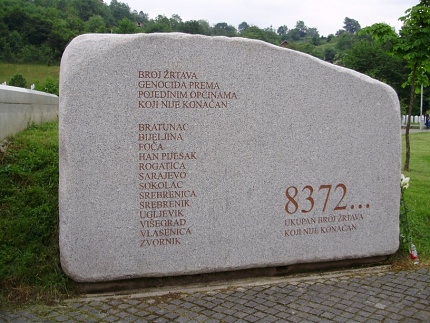 BROJ ŽRTAVA
GENOCIDA PREMA
POJEDINIM OPĆINAMA
KOJI NIJE KONAČAN
BRATUNAC
BIJELJINA
FOČA
HAN PIJESAK
ROGATICA
SARAJEVO
SOKOLAC
SREBRENICA
SREBRENIK
UGLJEVIK
VIŠEGRAD
VLASENICA
ZVORNIK
8372...
UKUPAN BROJ ŽRTAVA
KOJI NIJE KONAČAN